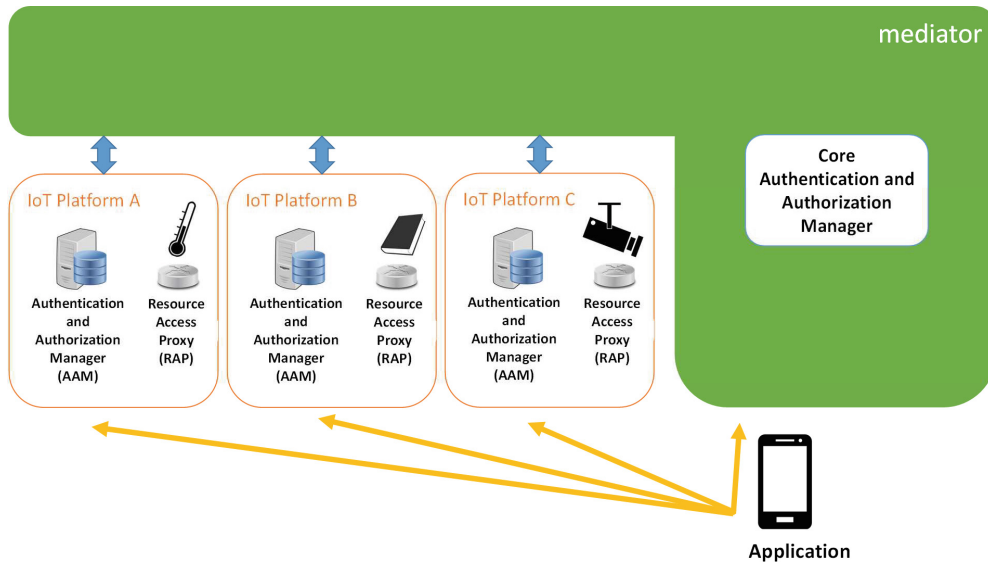 mediator
Core
Authentication and
Authorization
Manager
IoT Platform A
Authentication
and
Authorization
Manager
(AAM)
Resource
Access
Proxy
(RAP)
IoT Platform B
Authentication
and
Authorization
Manager
(AAM)
Resource
Access
Proxy
(RAP)
IoT Platform C
Authentication
and
Authorization
Manager
(AAM)
Resource
Access
Proxy
(RAP)
Application